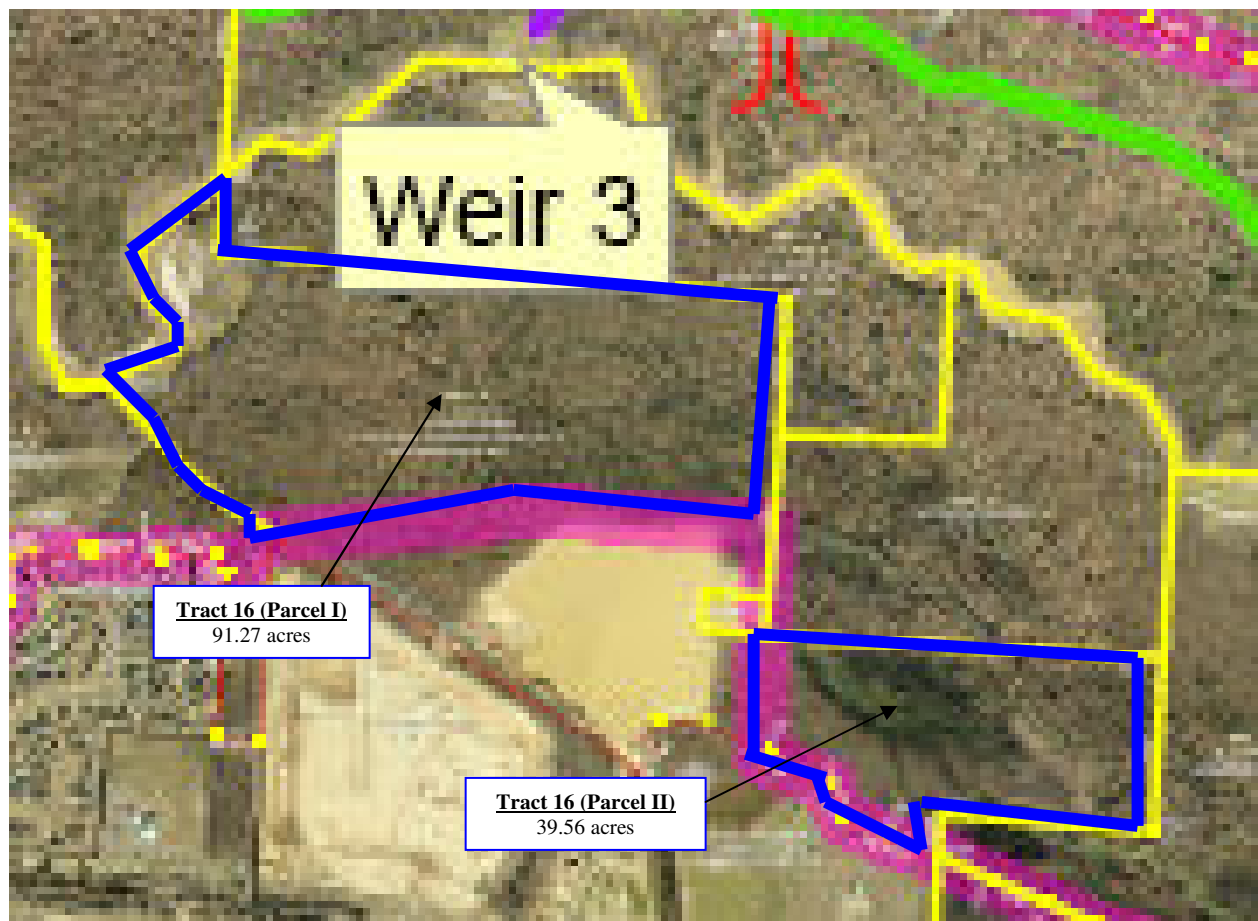 Weir 3
Tract 16 (Parcel I)
91.27 acres
Tract 16 (Parcel II)
39.56 acres